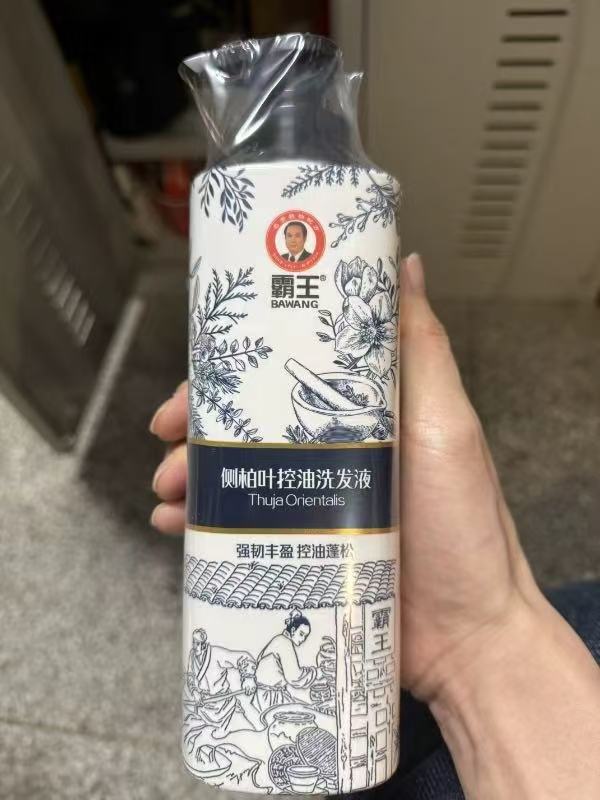 霸王®
BAWANG
侧柏叶控油洗发液
Thuja Orientalis
强韧丰盈 控油蓬松
霸王